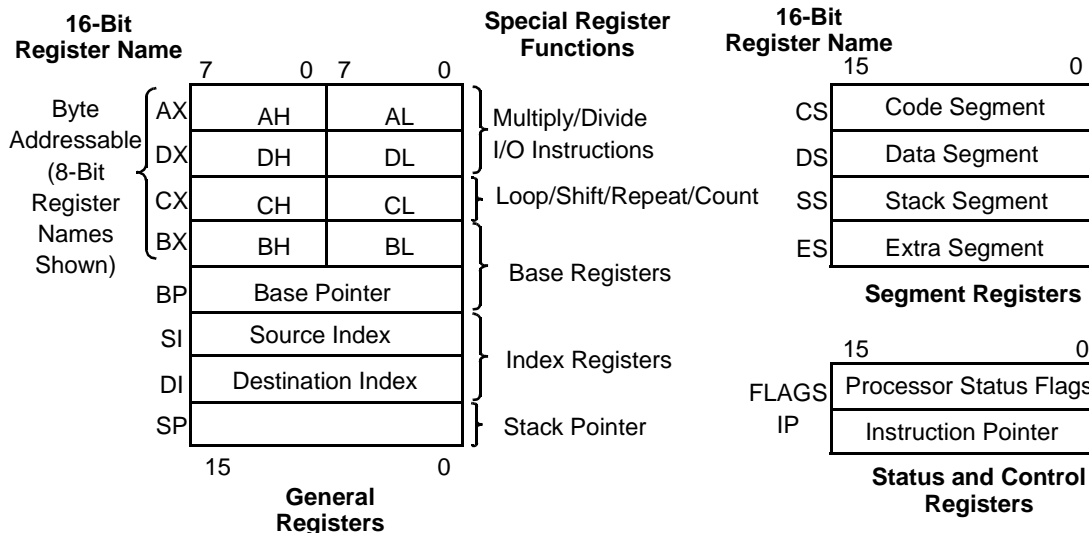 16-Bit
Register Name
Special Register
Functions
16-Bit
Register Name
7 0 7 0
15 0
Byte
Addressable
(8-Bit
Register
Names
Shown)
AX AH AL
DX DH DL
CX CH CL
BX BH BL
BP Base Pointer
SI Source Index
DI Destination Index
SP
15 0
General
Registers
Multiply/Divide
I/O Instructions
Loop/Shift/Repeat/Count
Base Registers
Index Registers
Stack Pointer
CS Code Segment
DS Data Segment
SS Stack Segment
ES Extra Segment
Segment Registers
15 0
FLAGS Processor Status Flags
IP Instruction Pointer
Status and Control
Registers